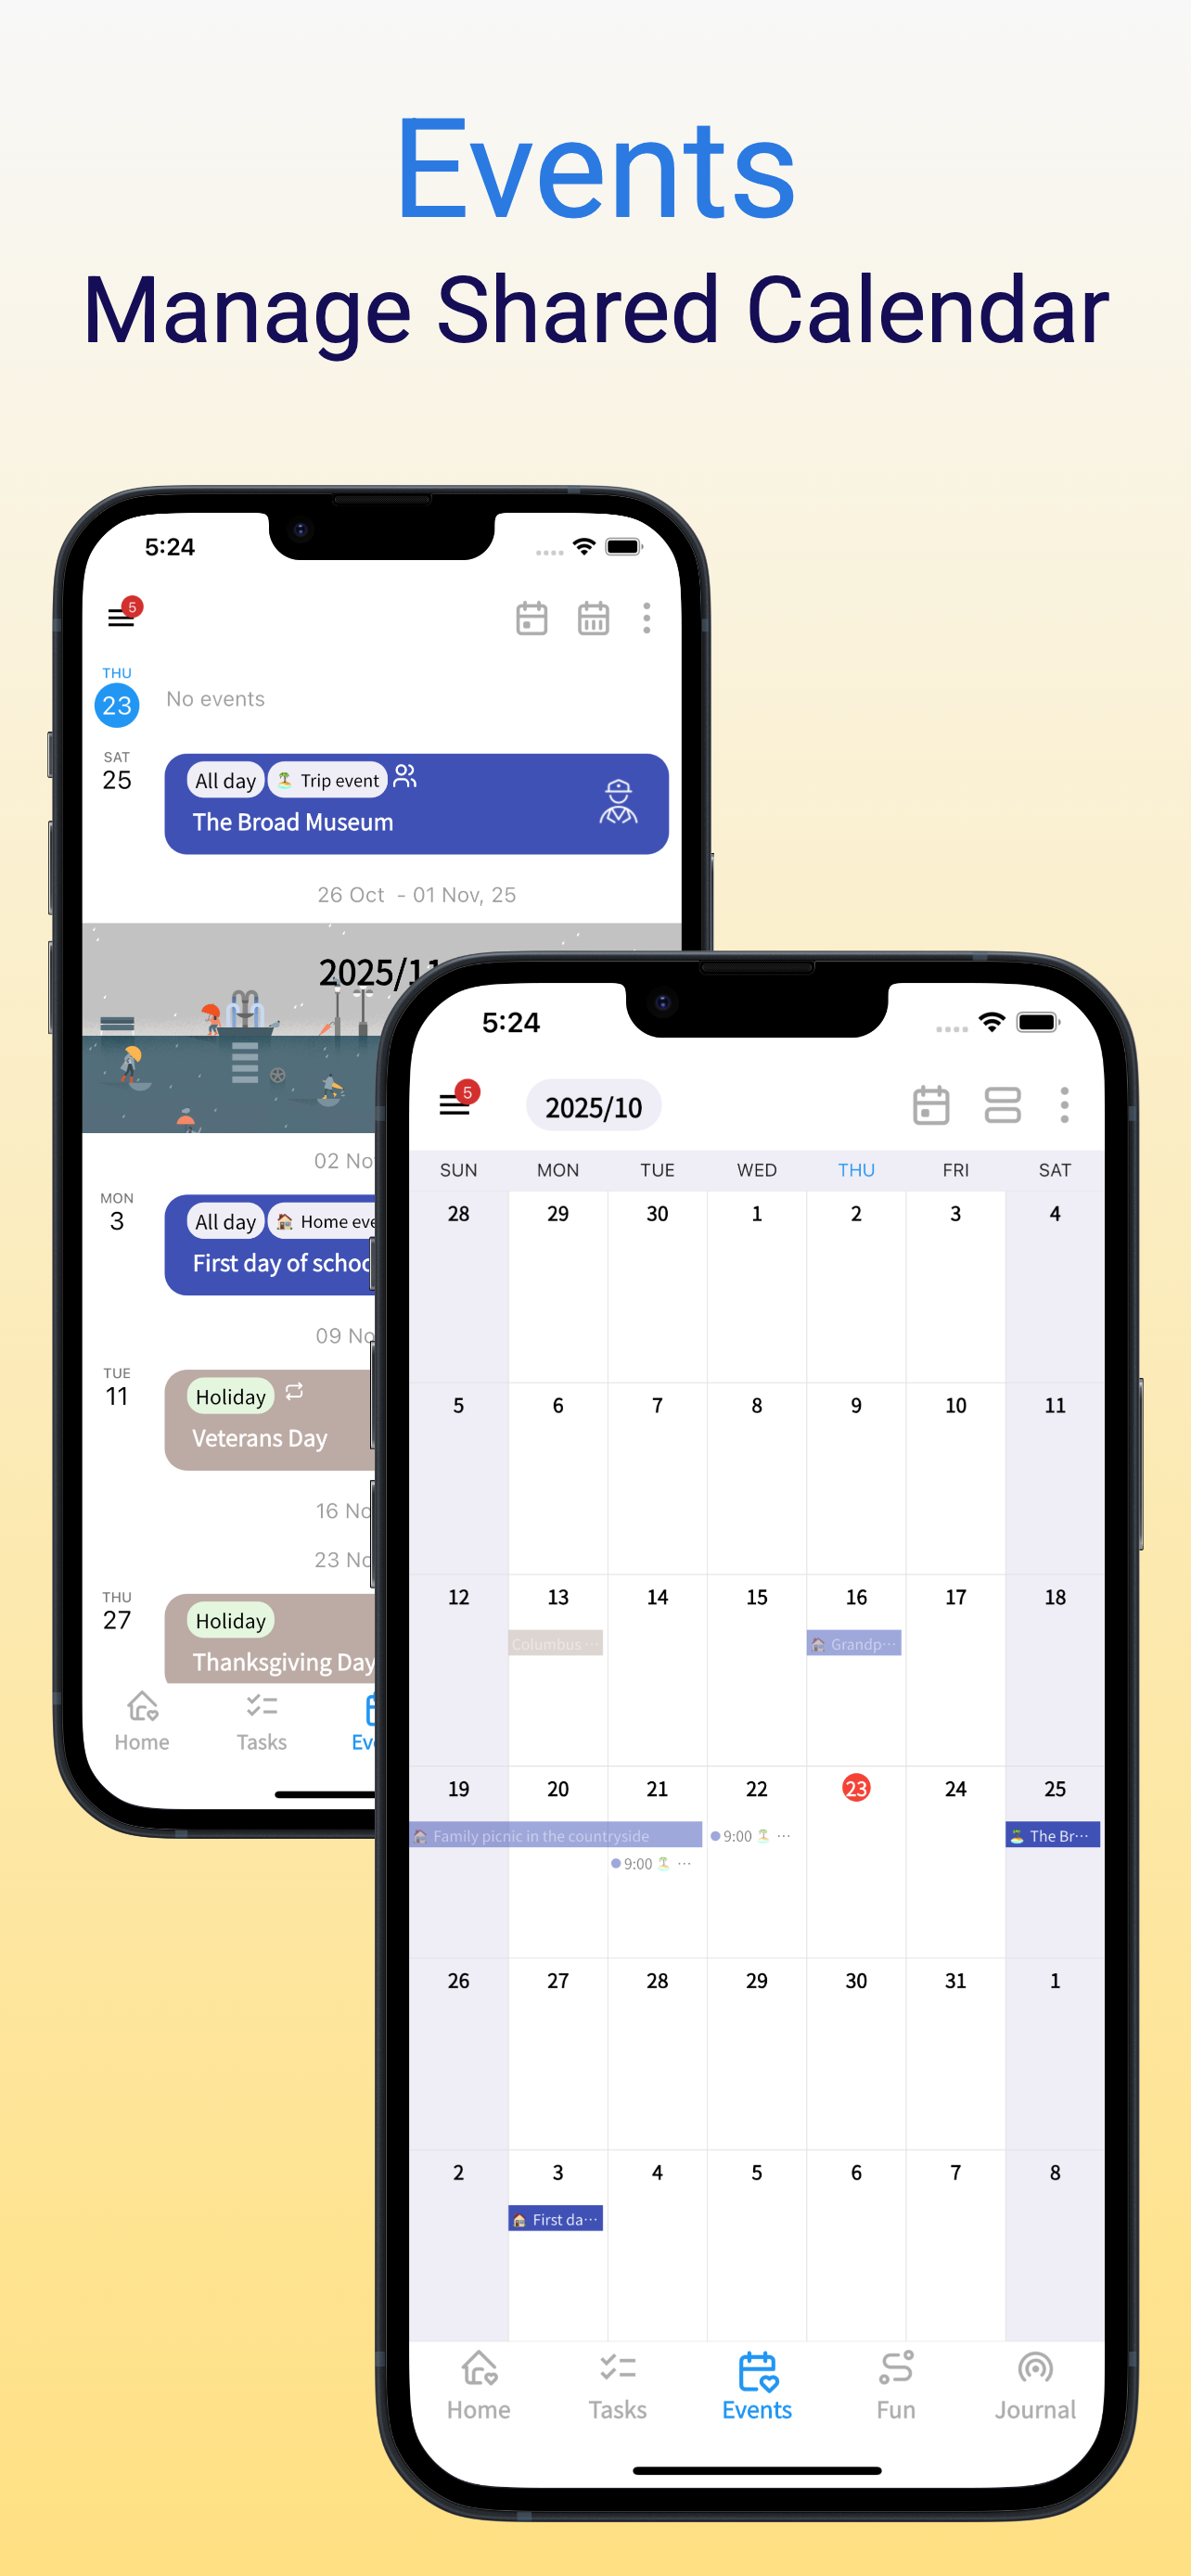 Events
Manage Shared Calendar
5:24
5
THU
23
No events
SAT
25
All day
🏝️ Trip event
The Broad Museum
26 Oct - 01 Nov, 25
2025/11
02 No
MON
3
All day
🏠 Home eve
First day of schoo
09 No
TUE
11
Holiday
Veterans Day
16 No
23 No
THU
27
Holiday
Thanksgiving Day
Home
Tasks
Eve
5:24
5
2025/10
SUN MON TUE WED THU FRI SAT
28 29 30 1 2 3 4
5 6 7 8 9 10 11
12 13 14 15 16 17 18
Columbus ··· 🏠 Grandp···
19 20 21 22 23 24 25
🏠 Family picnic in the countryside 9:00 🏝️ ··· 🏝️ The Br···
9:00 🏝️ ···
26 27 28 29 30 31 1
2 3 4 5 6 7 8
🏠 First da···
Home Tasks Events Fun Journal